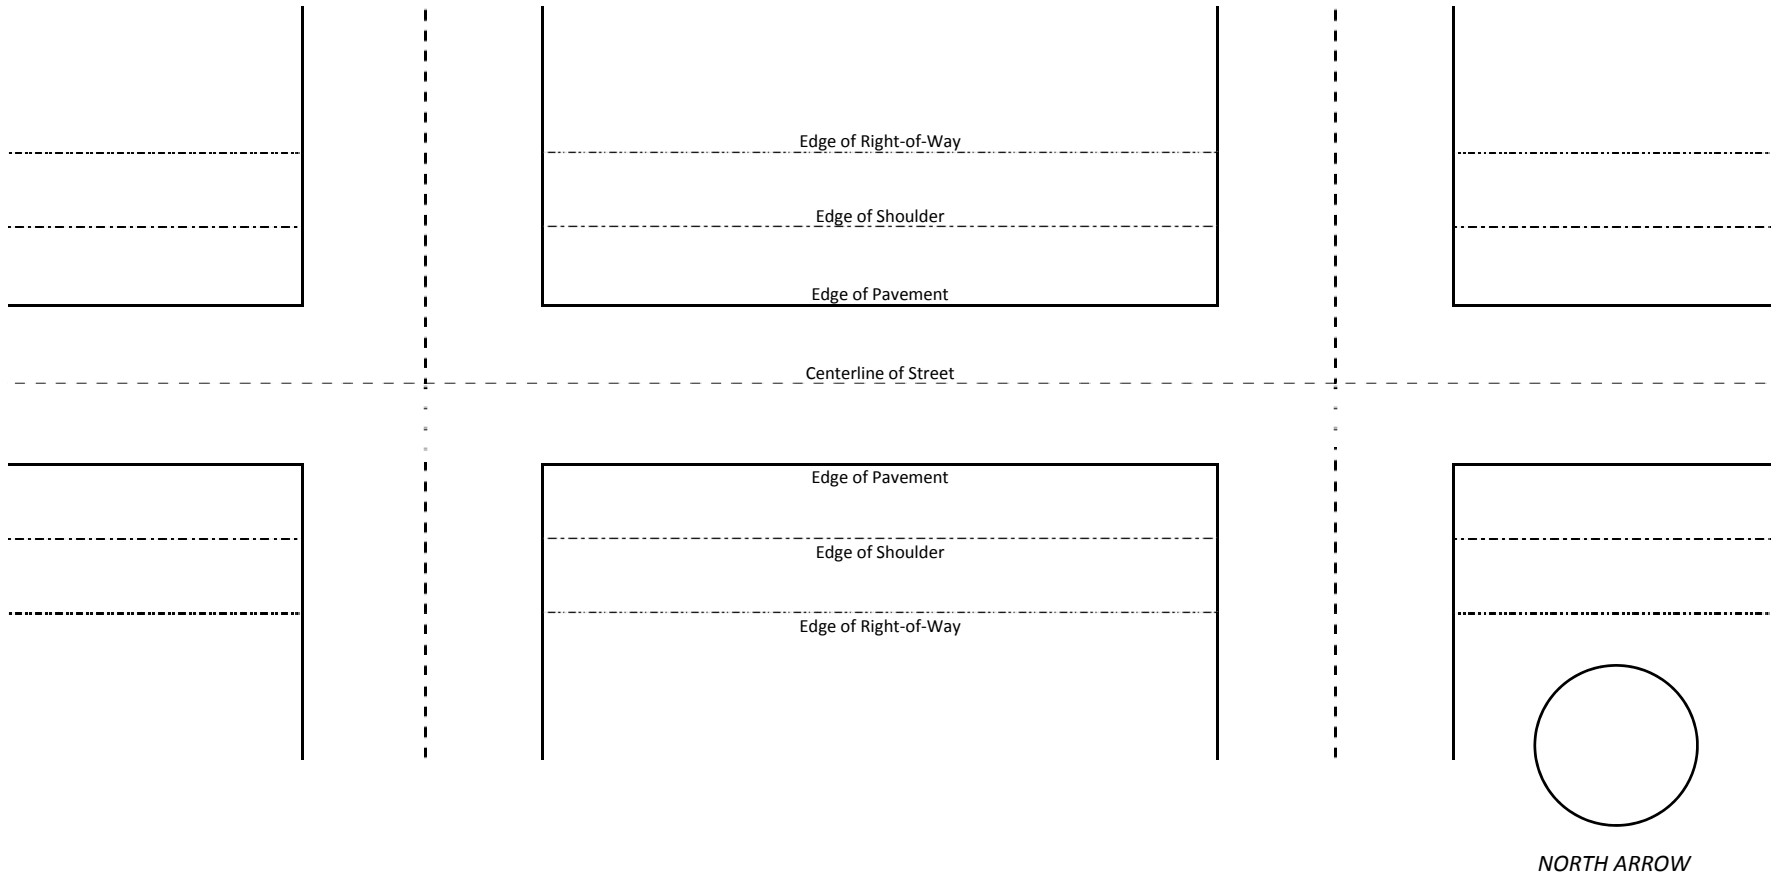 Edge of Right-of-Way
Edge of Shoulder
Edge of Pavement
Centerline of Street
Edge of Pavement
Edge of Shoulder
Edge of Right-of-Way
NORTH ARROW